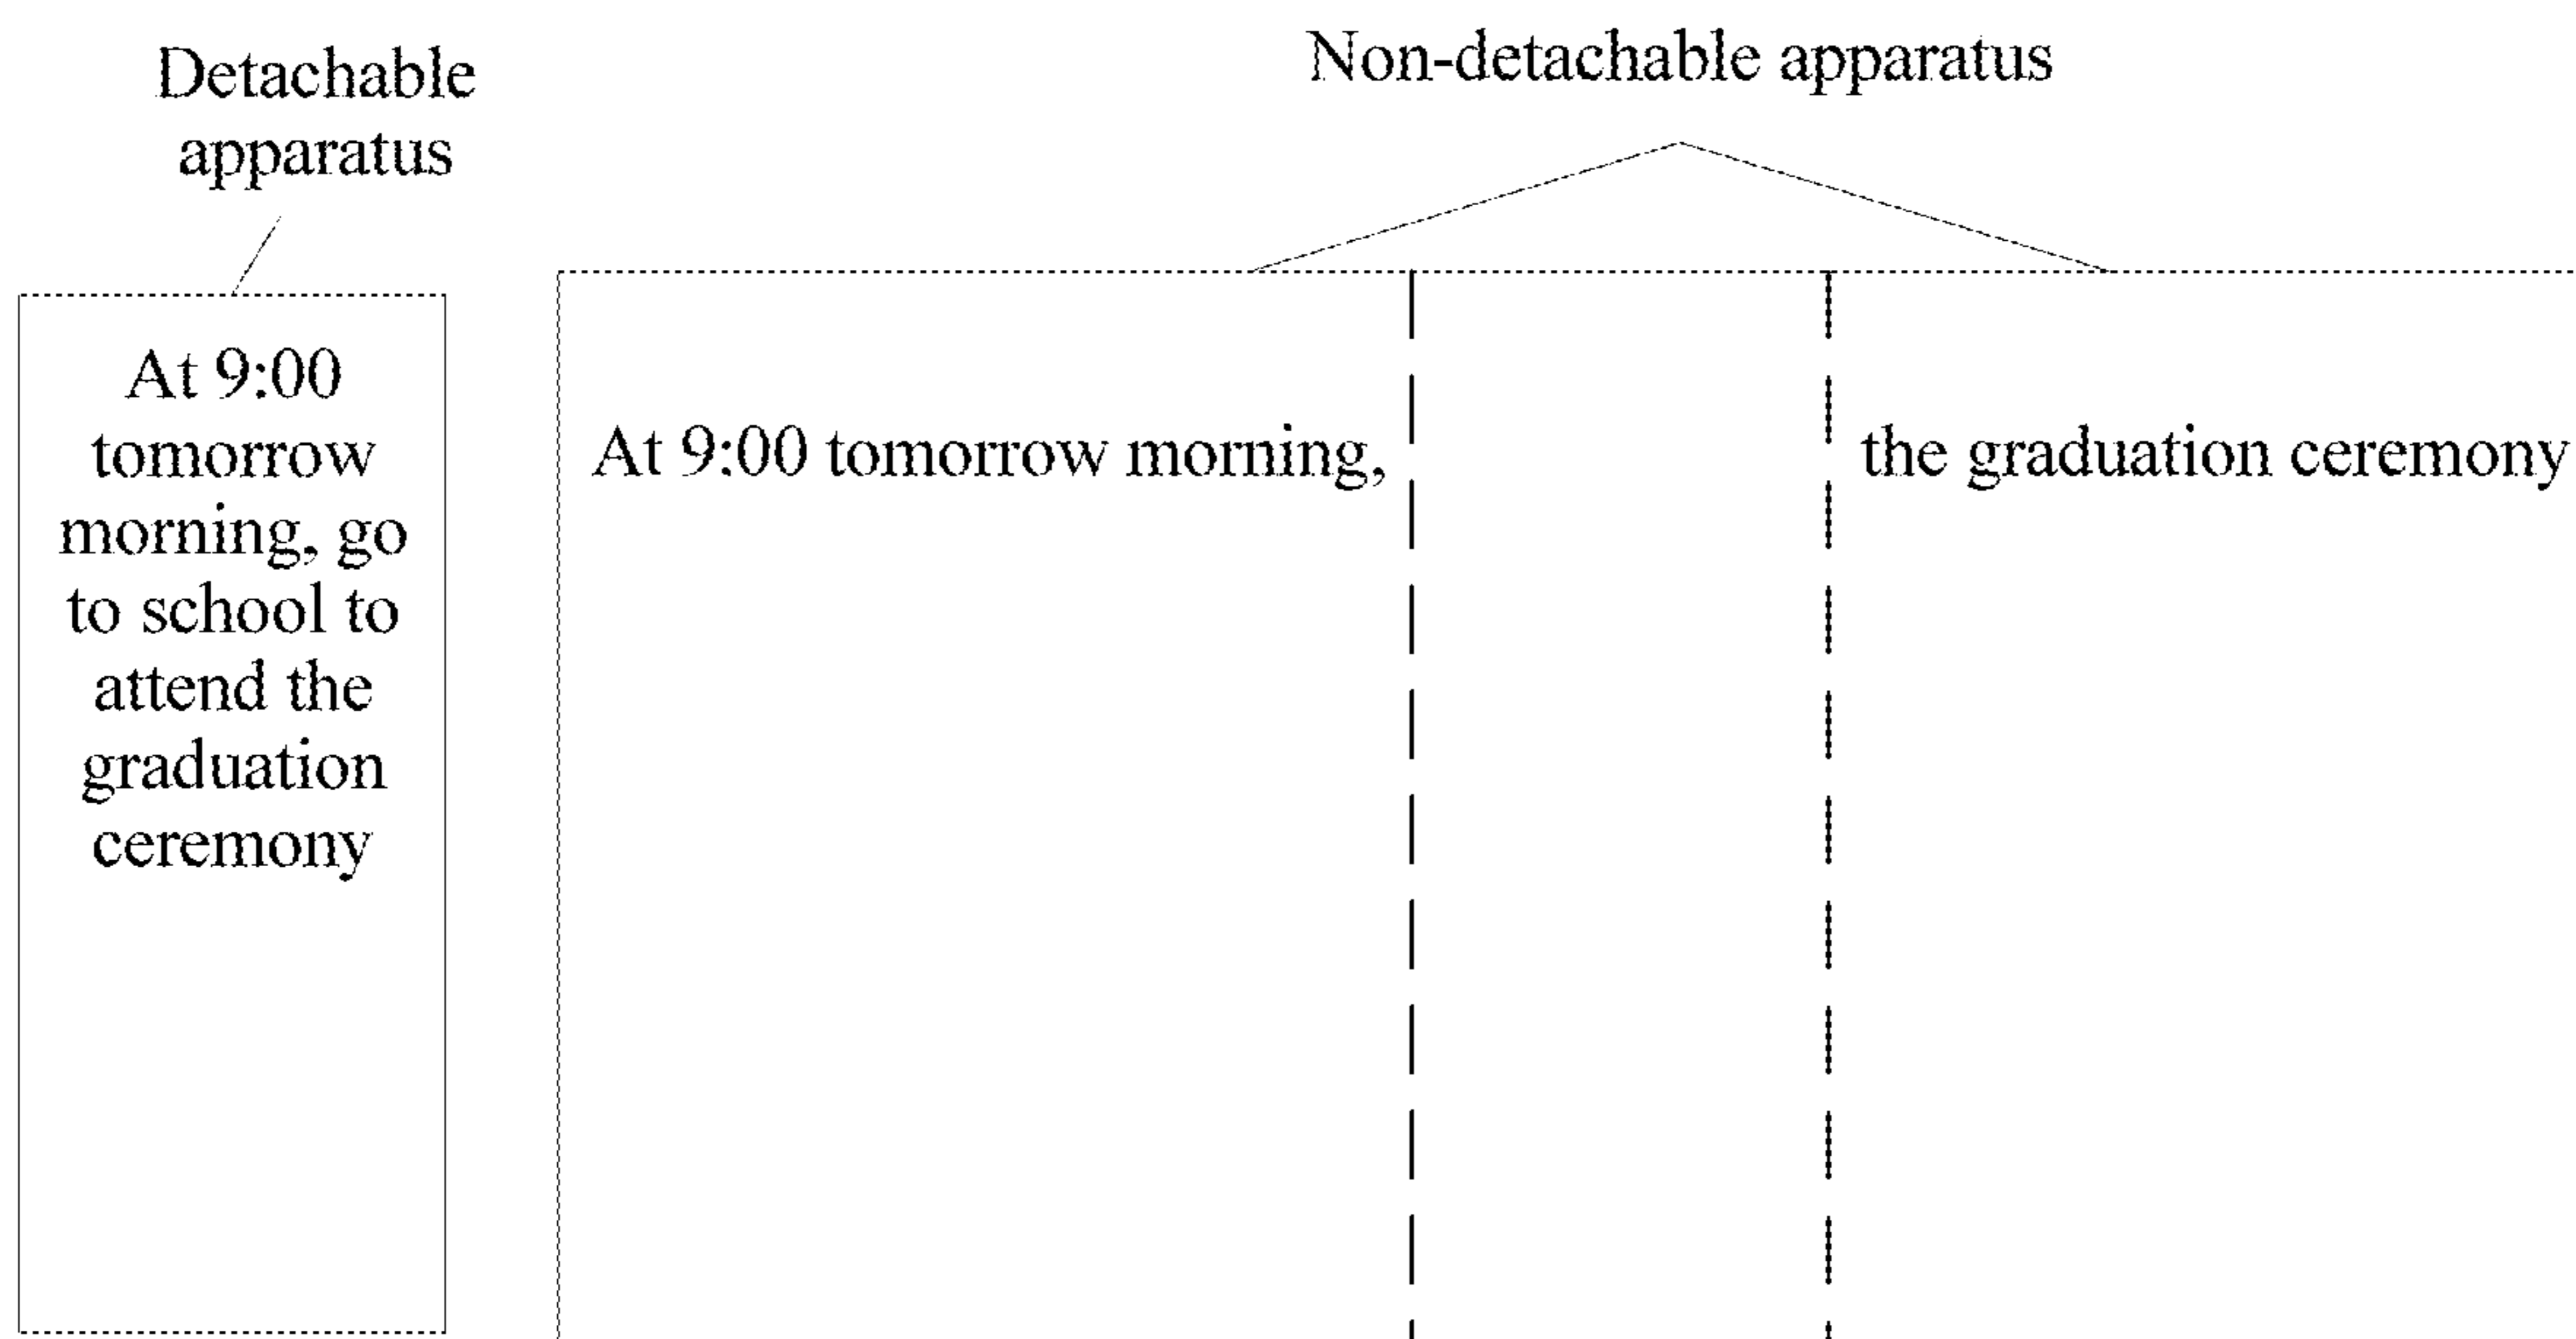 Detachable
apparatus
Non-detachable apparatus
At 9:00
tomorrow
morning, go
to school to
attend the
graduation
ceremony
At 9:00 tomorrow morning,
the graduation ceremony